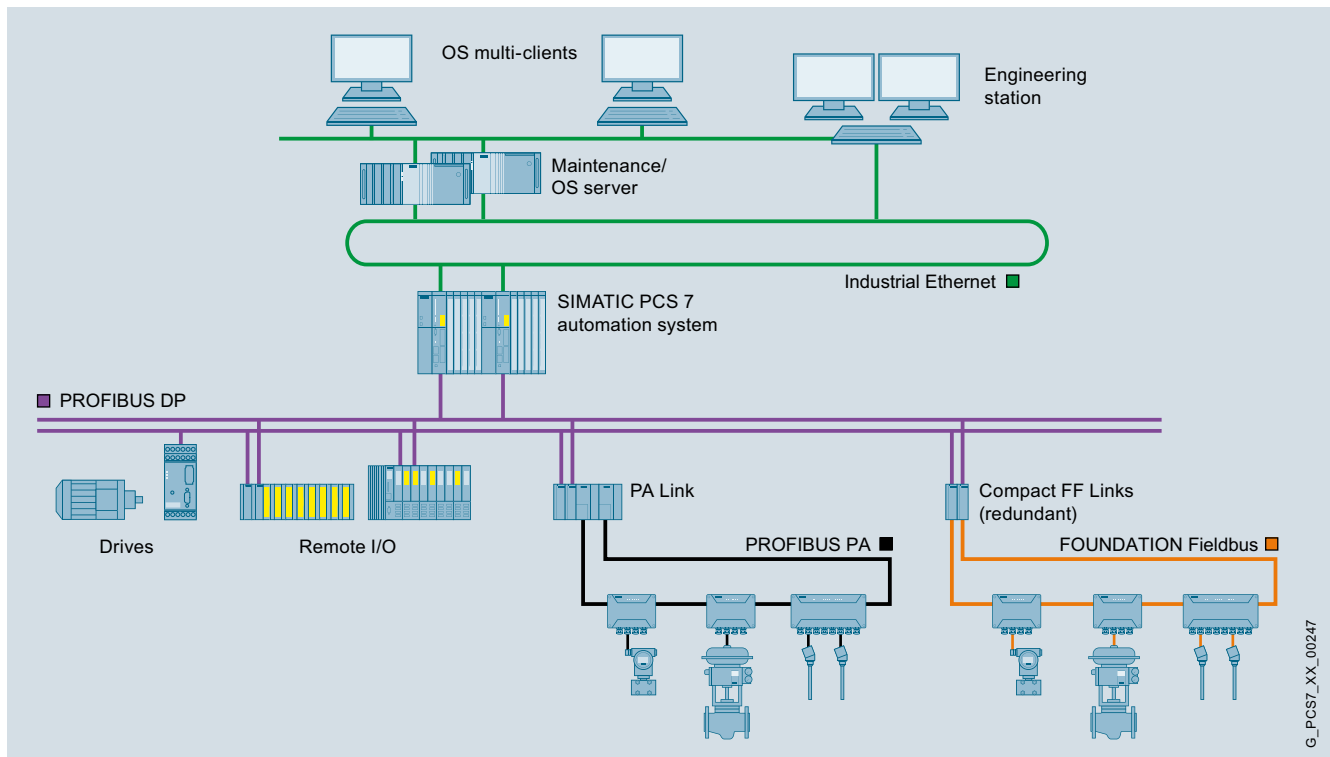 OS multi-clients
Engineering
station
Maintenance/
OS server
Industrial Ethernet
SIMATIC PCS 7
automation system
PROFIBUS DP
PA Link
Compact FF Links
(redundant)
Drives
Remote I/O
PROFIBUS PA
FOUNDATION Fieldbus
G_PCS7_XX_00247